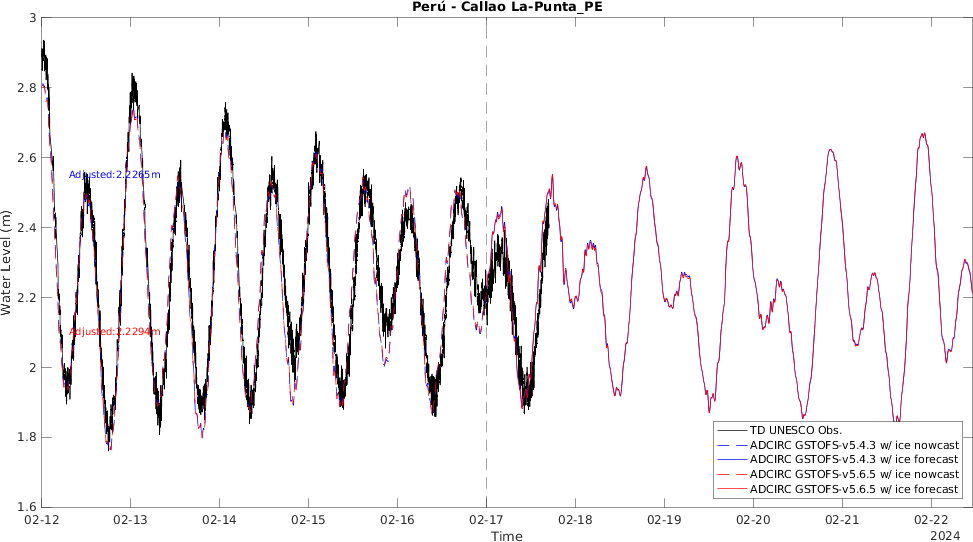 Perú - Callao La-Punta_PE
3
2.8
2.6
2.4
2.2
2
1.8
1.6
Water Level (m)
Adjusted:2.2265m
Adjusted:2.2294m
TD UNESCO Obs.
ADCIRC GSTOFS-v5.4.3 w/ ice nowcast
ADCIRC GSTOFS-v5.4.3 w/ ice forecast
ADCIRC GSTOFS-v5.6.5 w/ ice nowcast
ADCIRC GSTOFS-v5.6.5 w/ ice forecast
02-12 02-13 02-14 02-15 02-16 02-17 02-18 02-19 02-20 02-21 02-22
Time
2024